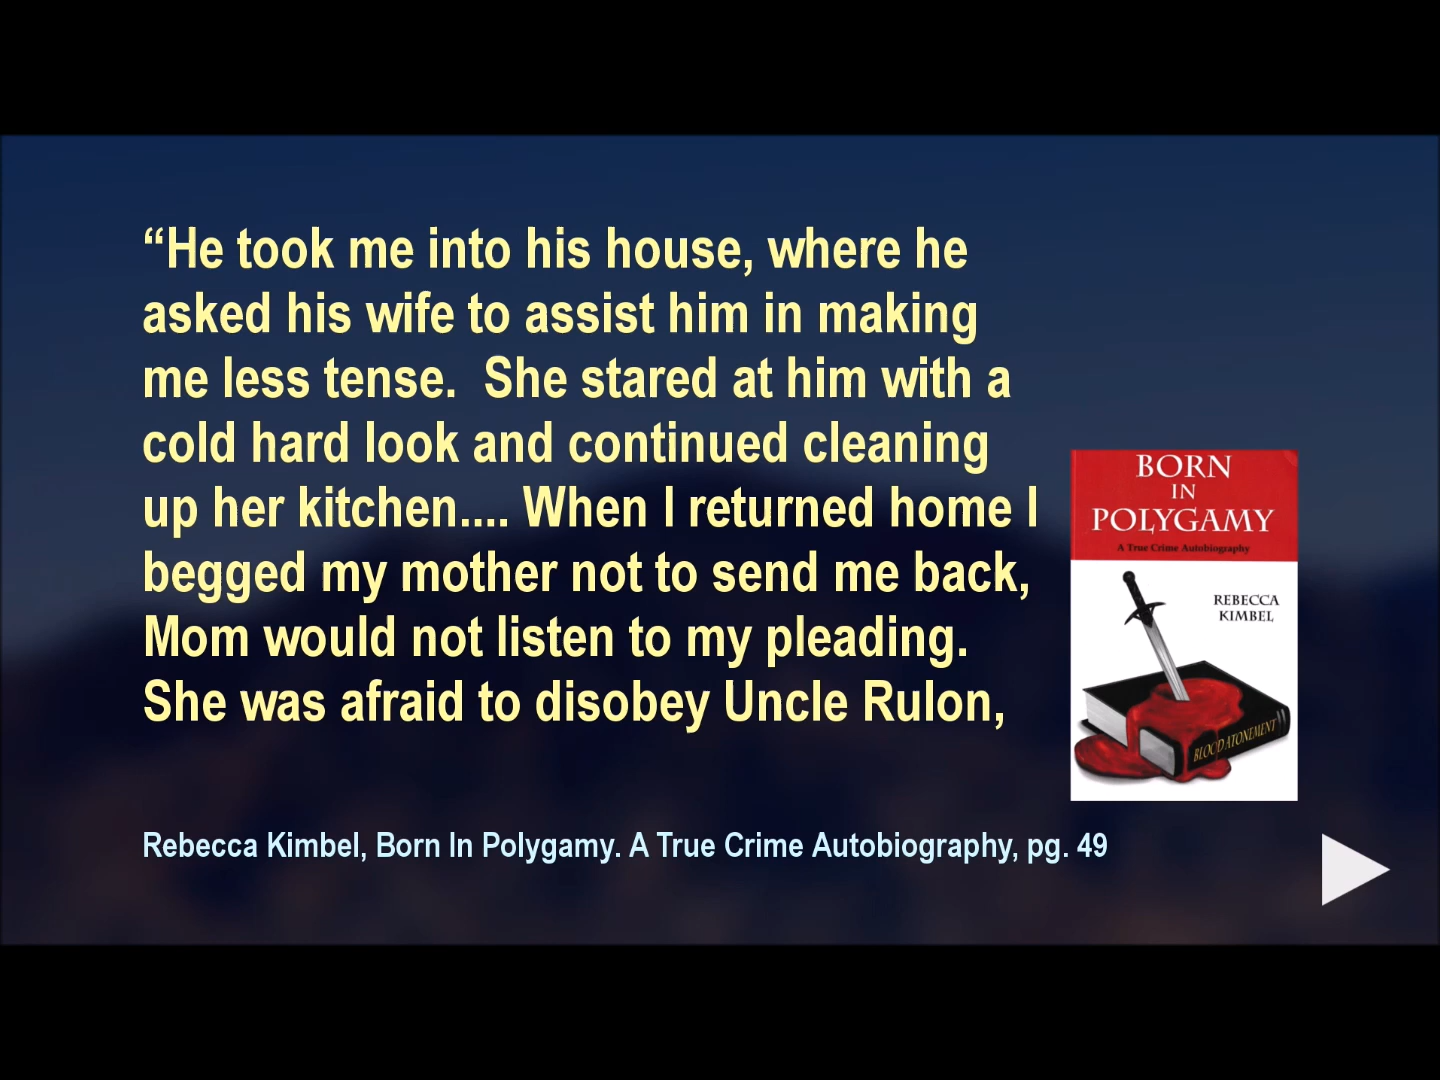 “He took me into his house, where he
asked his wife to assist him in making
me less tense.  She stared at him with a
cold hard look and continued cleaning
up her kitchen.... When I returned home I
begged my mother not to send me back,
Mom would not listen to my pleading.
She was afraid to disobey Uncle Rulon,
BORN
IN
POLYGAMY
A True Crime Autobiography
REBECCA
KIMBEL
BLOOD ATONEMENT
Rebecca Kimbel, Born In Polygamy. A True Crime Autobiography, pg. 49